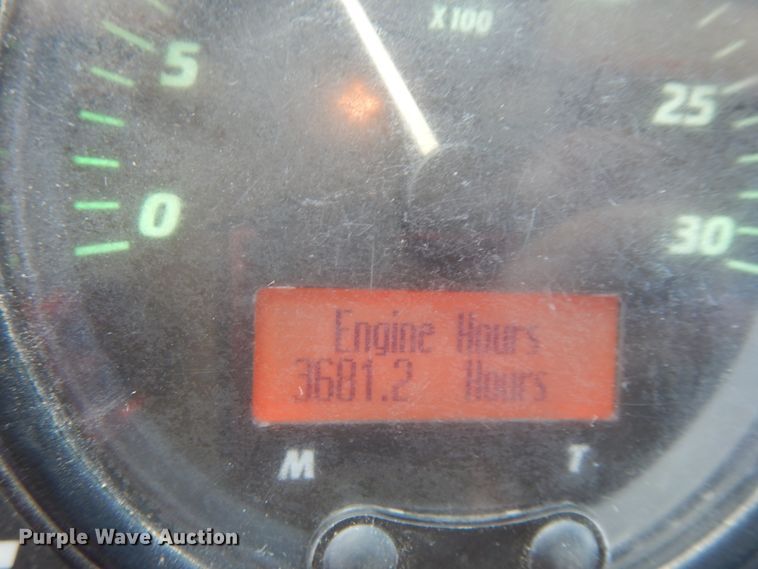 X100
5
25
0
30
Engine Hours
3681.2 Hours
M T
Purple Wave Auction®